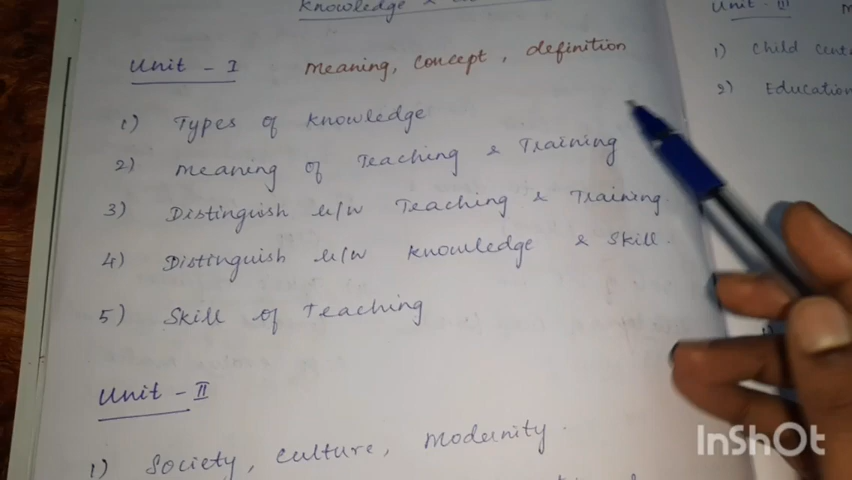 Knowledge &
Unit - I Meaning, Concept, definition
1) Types of knowledge
2) Meaning of Teaching & Training
3) Distinguish b/w Teaching & Training.
4) Distinguish b/w knowledge & Skill.
5) Skill of Teaching
Unit - II
1) Society, Culture, Modernity.
Unit - III
1) Child
2) Education
InShOt